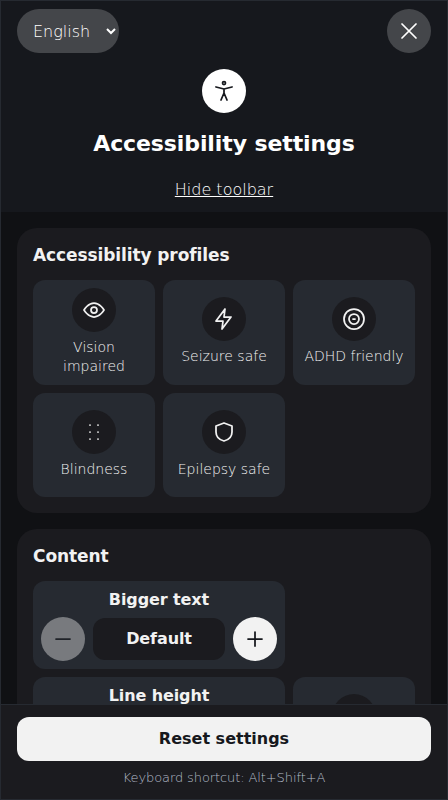 English
Accessibility settings
Hide toolbar
Accessibility profiles
Vision
impaired
Seizure safe
ADHD friendly
Blindness
Epilepsy safe
Content
Bigger text
Default
Line height
Reset settings
Keyboard shortcut: Alt+Shift+A